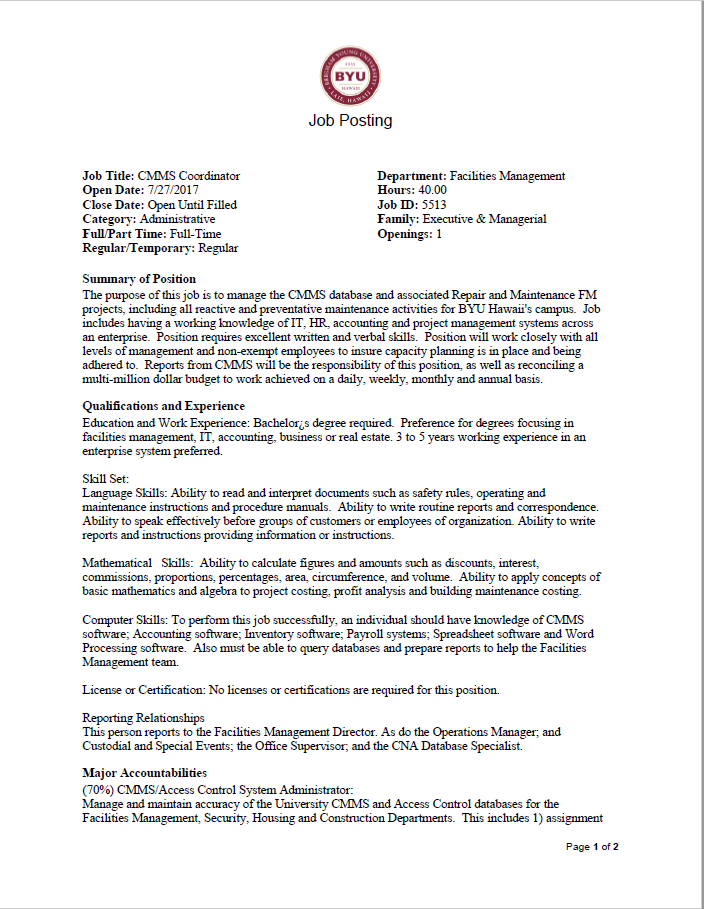 BRIGHAM YOUNG UNIVERSITY
1955
BYU
HAWAII
LAIE, HAWAII
Job Posting
Job Title: CMMS Coordinator
Open Date: 7/27/2017
Close Date: Open Until Filled
Category: Administrative
Full/Part Time: Full-Time
Regular/Temporary: Regular
Department: Facilities Management
Hours: 40.00
Job ID: 5513
Family: Executive & Managerial
Openings: 1
Summary of Position
The purpose of this job is to manage the CMMS database and associated Repair and Maintenance FM
projects, including all reactive and preventative maintenance activities for BYU Hawaii's campus.  Job
includes having a working knowledge of IT, HR, accounting and project management systems across
an enterprise.  Position requires excellent written and verbal skills.  Position will work closely with all
levels of management and non-exempt employees to insure capacity planning is in place and being
adhered to.  Reports from CMMS will be the responsibility of this position, as well as reconciling a
multi-million dollar budget to work achieved on a daily, weekly, monthly and annual basis.
Qualifications and Experience
Education and Work Experience: Bachelor¿s degree required.  Preference for degrees focusing in
facilities management, IT, accounting, business or real estate. 3 to 5 years working experience in an
enterprise system preferred.
Skill Set:
Language Skills: Ability to read and interpret documents such as safety rules, operating and
maintenance instructions and procedure manuals.  Ability to write routine reports and correspondence.
Ability to speak effectively before groups of customers or employees of organization. Ability to write
reports and instructions providing information or instructions.
Mathematical   Skills:  Ability to calculate figures and amounts such as discounts, interest,
commissions, proportions, percentages, area, circumference, and volume.  Ability to apply concepts of
basic mathematics and algebra to project costing, profit analysis and building maintenance costing.
Computer Skills: To perform this job successfully, an individual should have knowledge of CMMS
software; Accounting software; Inventory software; Payroll systems; Spreadsheet software and Word
Processing software.  Also must be able to query databases and prepare reports to help the Facilities
Management team.
License or Certification: No licenses or certifications are required for this position.
Reporting Relationships
This person reports to the Facilities Management Director. As do the Operations Manager; and
Custodial and Special Events; the Office Supervisor; and the CNA Database Specialist.
Major Accountabilities
(70%) CMMS/Access Control System Administrator:
Manage and maintain accuracy of the University CMMS and Access Control databases for the
Facilities Management, Security, Housing and Construction Departments.  This includes 1) assignment
Page 1 of 2